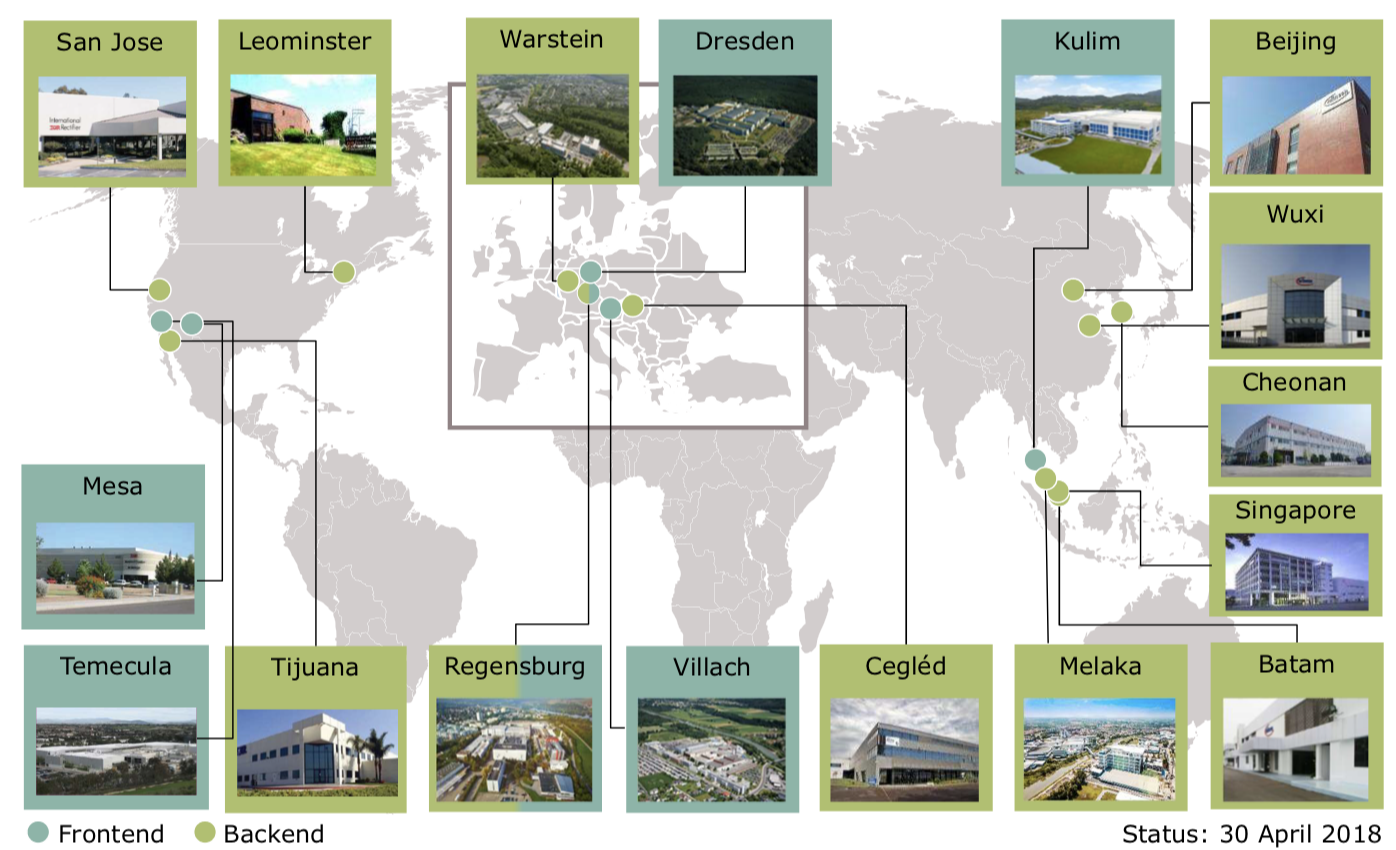 San Jose
Leominster
Warstein
Dresden
Kulim
Beijing
International
Rectifier
Wuxi
Cheonan
Mesa
Singapore
Temecula
Tijuana
Regensburg
Villach
Cegléd
Melaka
Batam
Frontend
Backend
Status: 30 April 2018